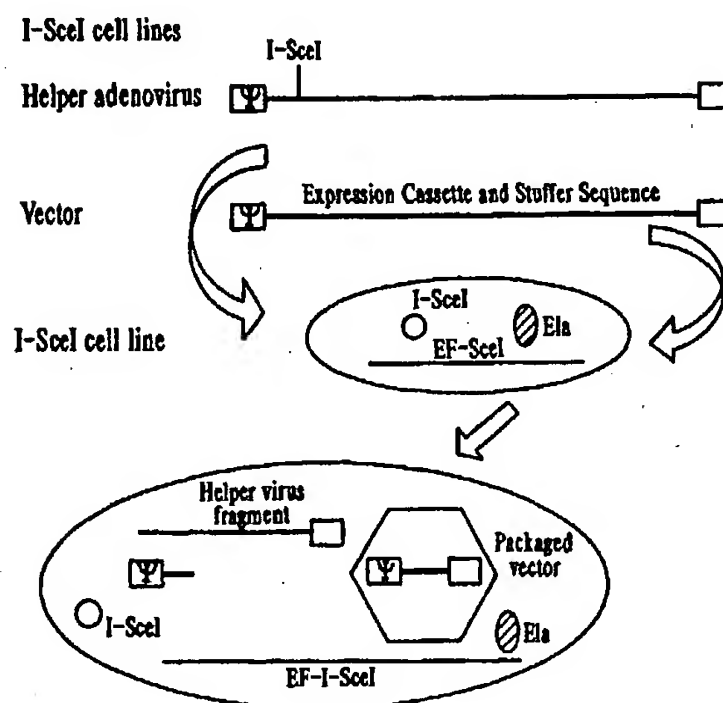 I-SceI cell lines
I-SceI
Helper adenovirus
Ψ
Vector
Ψ
Expression Cassette and Stuffer Sequence
I-SceI cell line
I-SceI
Ela
EF-SceI
Helper virus
fragment
Ψ
Ψ
Packaged
vector
I-SceI
Ela
EF-I-SceI